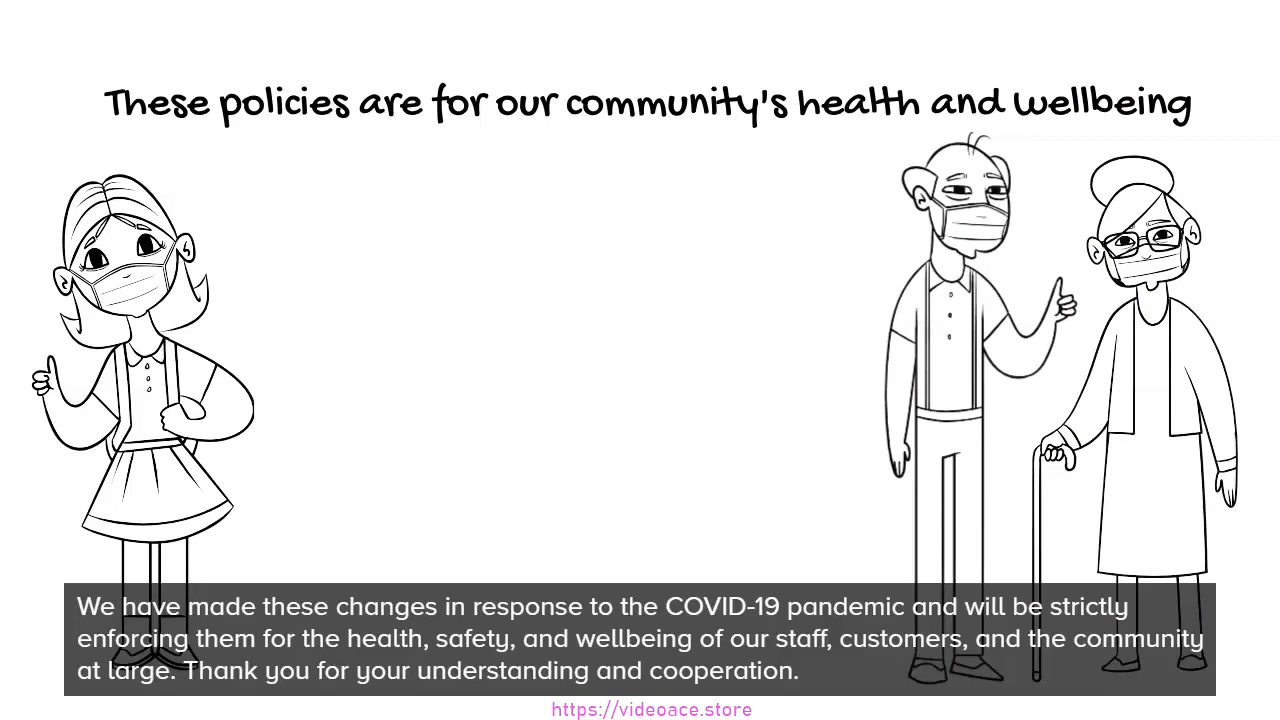 These policies are for our community's health and wellbeing
We have made these changes in response to the COVID-19 pandemic and will be strictly
enforcing them for the health, safety, and wellbeing of our staff, customers, and the community
at large. Thank you for your understanding and cooperation.
https://videoace.store